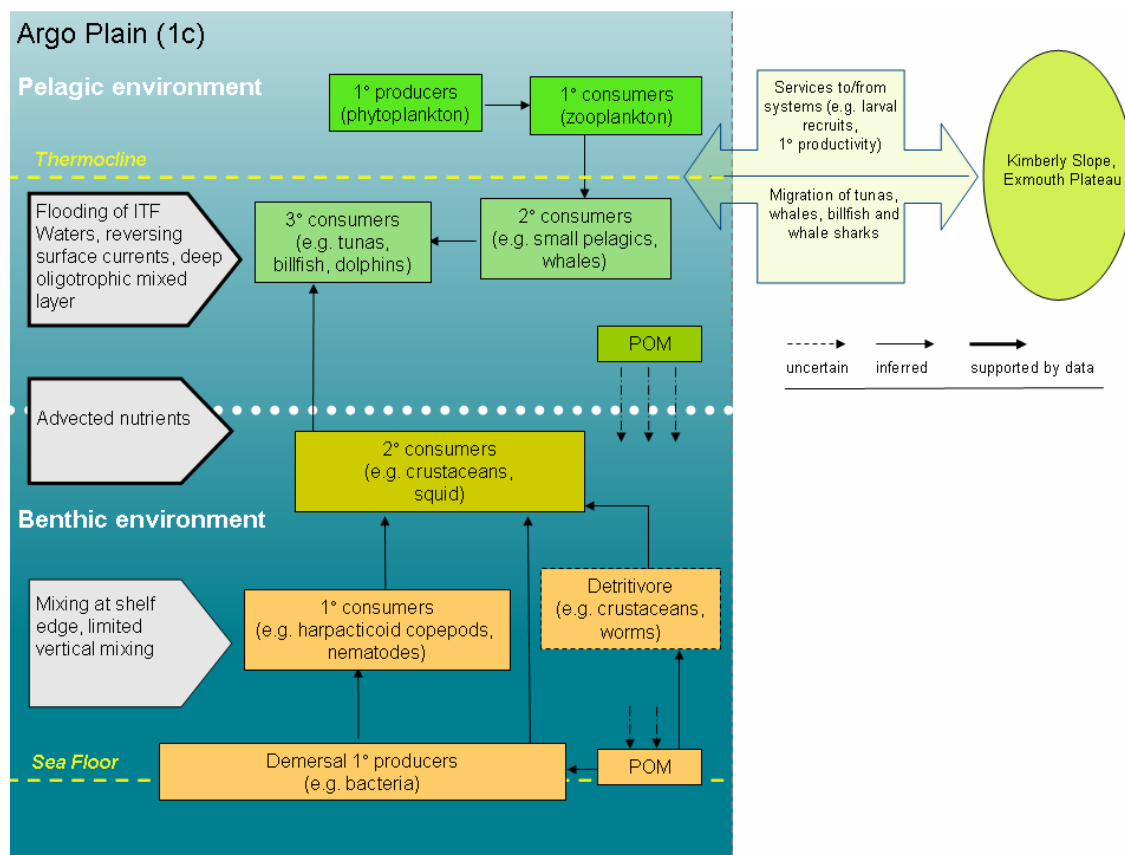 Argo Plain (1c)
Pelagic environment
1° producers
(phytoplankton)
1° consumers
(zooplankton)
Services to/from
systems (e.g. larval
recruits,
1° productivity)
Kimberly Slope,
Exmouth Plateau
Thermocline
Migration of tunas,
whales, billfish and
whale sharks
Flooding of ITF
Waters, reversing
surface currents, deep
oligotrophic mixed
layer
3° consumers
(e.g. tunas,
billfish, dolphins)
2° consumers
(e.g. small pelagics,
whales)
POM
uncertain
inferred
supported by data
Advected nutrients
2° consumers
(e.g. crustaceans,
squid)
Benthic environment
Mixing at shelf
edge, limited
vertical mixing
1° consumers
(e.g. harpacticoid copepods,
nematodes)
Detritivore
(e.g. crustaceans,
worms)
Sea Floor
Demersal 1° producers
(e.g. bacteria)
POM